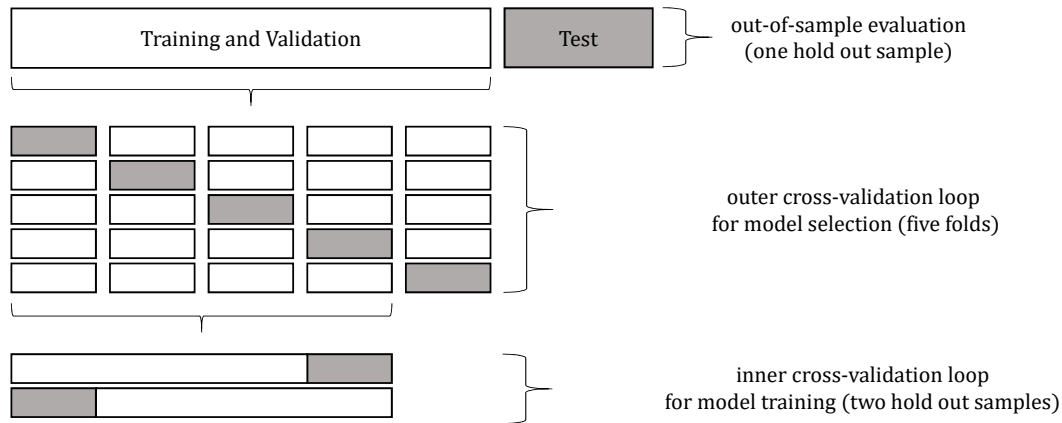 Training and Validation
Test
out-of-sample evaluation
(one hold out sample)
outer cross-validation loop
for model selection (five folds)
inner cross-validation loop
for model training (two hold out samples)